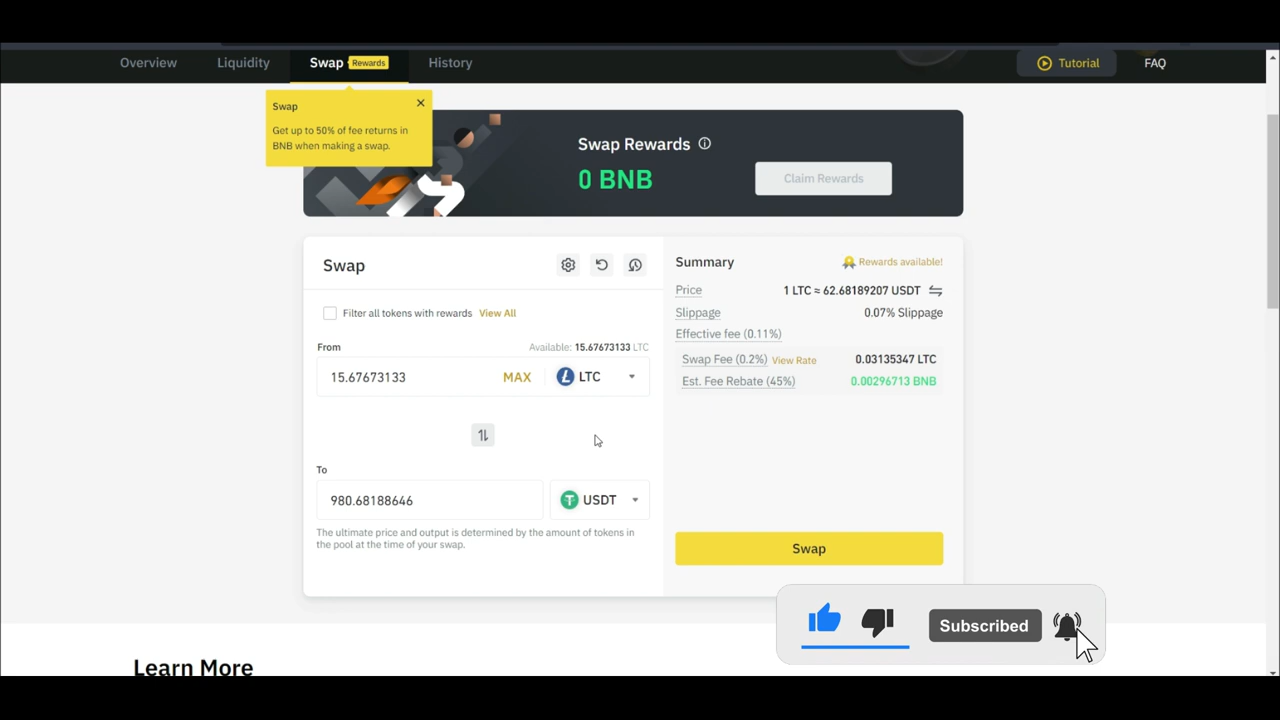 Overview
Liquidity
Swap Rewards
History
Tutorial
FAQ
Swap
Get up to 50% of fee returns in
BNB when making a swap.
Swap Rewards
0 BNB
Claim Rewards
Swap
Filter all tokens with rewards View All
From
Available: 15.67673133 LTC
15.67673133
MAX
LTC
To
980.68188646
USDT
The ultimate price and output is determined by the amount of tokens in
the pool at the time of your swap.
Summary
Rewards available!
Price
1 LTC ≈ 62.68189207 USDT
Slippage
0.07% Slippage
Effective fee (0.11%)
Swap Fee (0.2%) View Rate
0.03135347 LTC
Est. Fee Rebate (45%)
0.00296713 BNB
Swap
Subscribed
Learn More